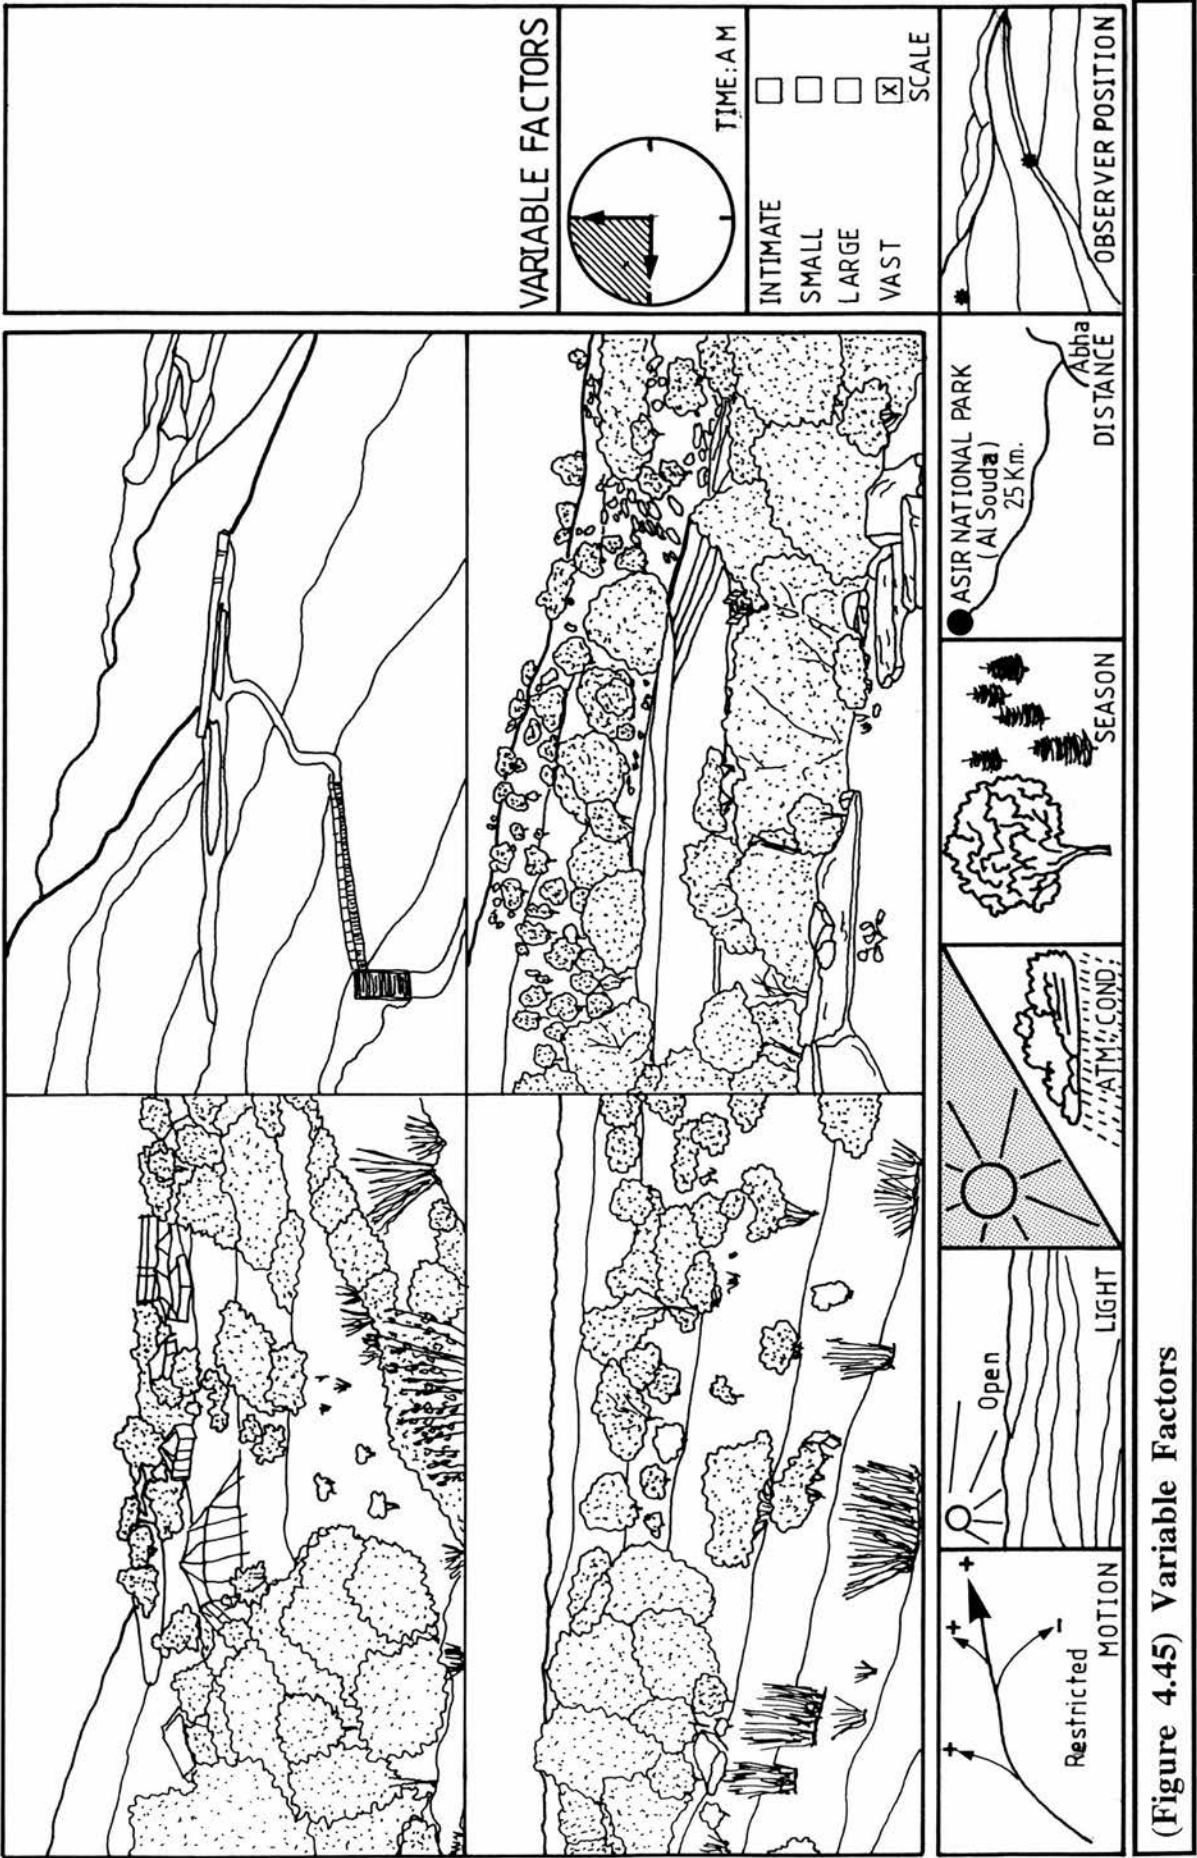 VARIABLE FACTORS
TIME:AM
INTIMATE
SMALL
LARGE
VAST X
SCALE
Restricted
MOTION
Open
LIGHT
ATM'COND'
SEASON
ASIR NATIONAL PARK
(Al Souda)
25 Km.
Abha
DISTANCE
OBSERVER POSITION
(Figure 4.45) Variable Factors